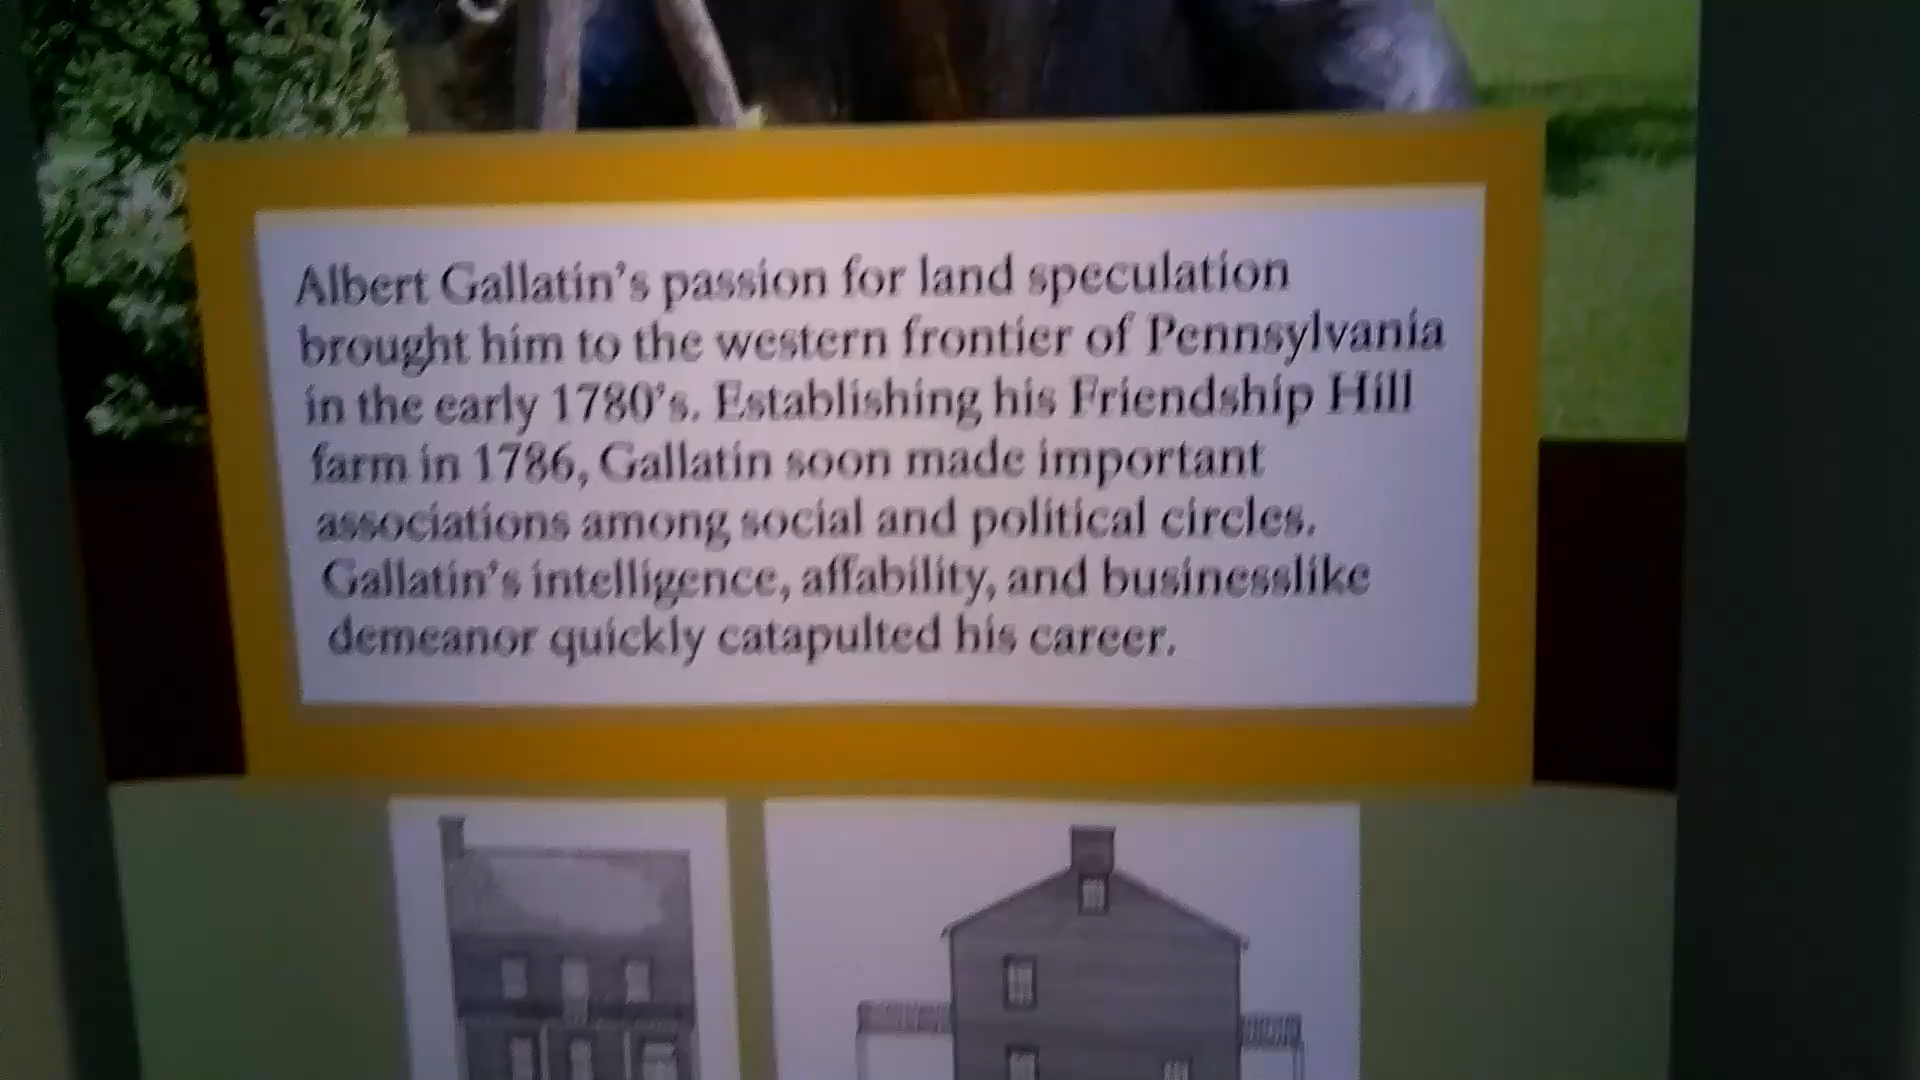 Albert Gallatin's passion for land speculation
brought him to the western frontier of Pennsylvania
in the early 1780's. Establishing his Friendship Hill
farm in 1786, Gallatin soon made important
associations among social and political circles.
Gallatin's intelligence, affability, and businesslike
demeanor quickly catapulted his career.